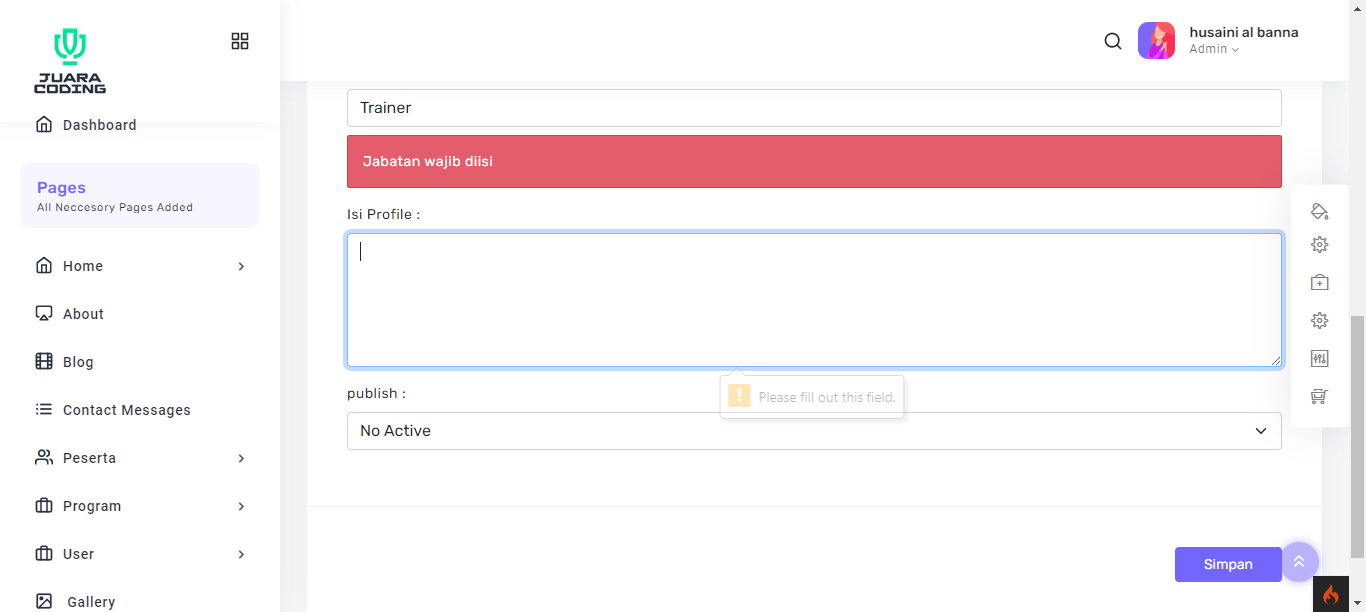 JUARA
CODING
husaini al banna
Admin
Dashboard
Pages
All Neccesory Pages Added
Home
About
Blog
Contact Messages
Peserta
Program
User
Gallery
Trainer
Jabatan wajib diisi
Isi Profile :
Please fill out this field.
publish :
No Active
Simpan